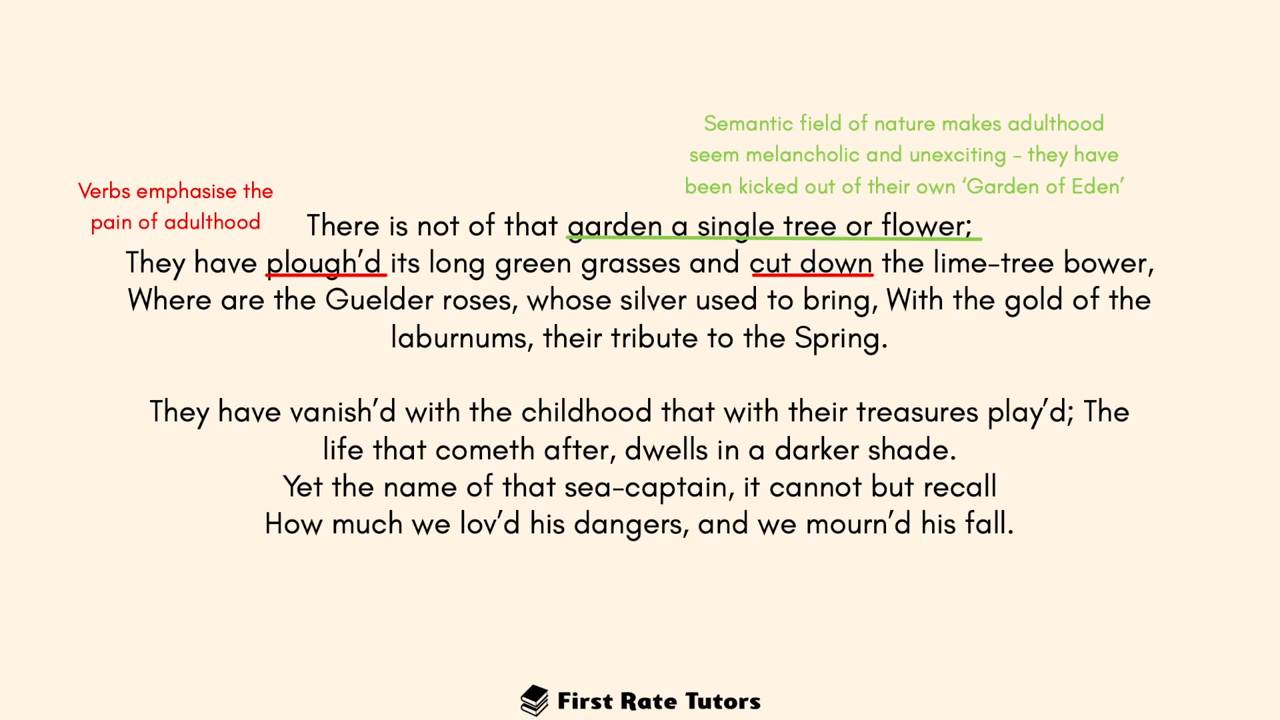 Semantic field of nature makes adulthood
seem melancholic and unexciting - they have
been kicked out of their own ‘Garden of Eden’
Verbs emphasise the
pain of adulthood
There is not of that garden a single tree or flower;
They have plough’d its long green grasses and cut down the lime-tree bower,
Where are the Guelder roses, whose silver used to bring, With the gold of the
laburnums, their tribute to the Spring.
They have vanish’d with the childhood that with their treasures play’d; The
life that cometh after, dwells in a darker shade.
Yet the name of that sea-captain, it cannot but recall
How much we lov’d his dangers, and we mourn’d his fall.
First Rate Tutors